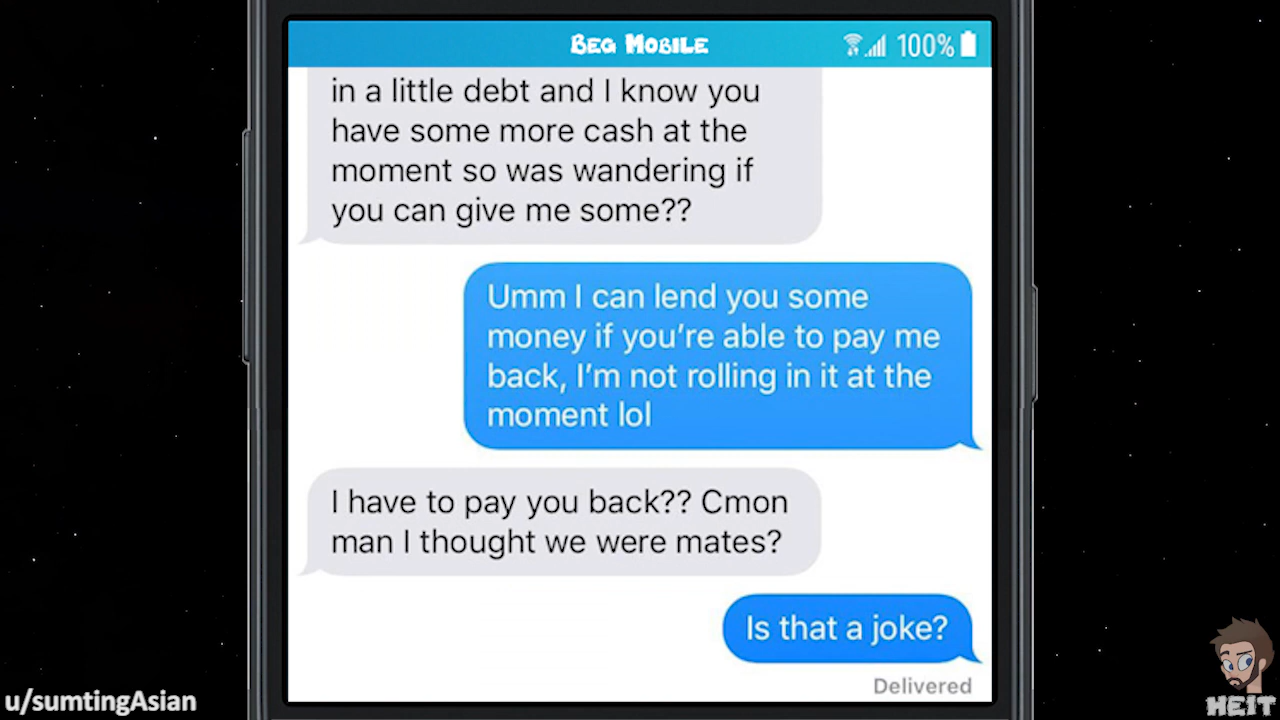 BEG MOBILE
100%
in a little debt and I know you
have some more cash at the
moment so was wandering if
you can give me some??
Umm I can lend you some
money if you’re able to pay me
back, I’m not rolling in it at the
moment lol
I have to pay you back?? Cmon
man I thought we were mates?
Is that a joke?
Delivered
u/sumtingAsian
HEIT